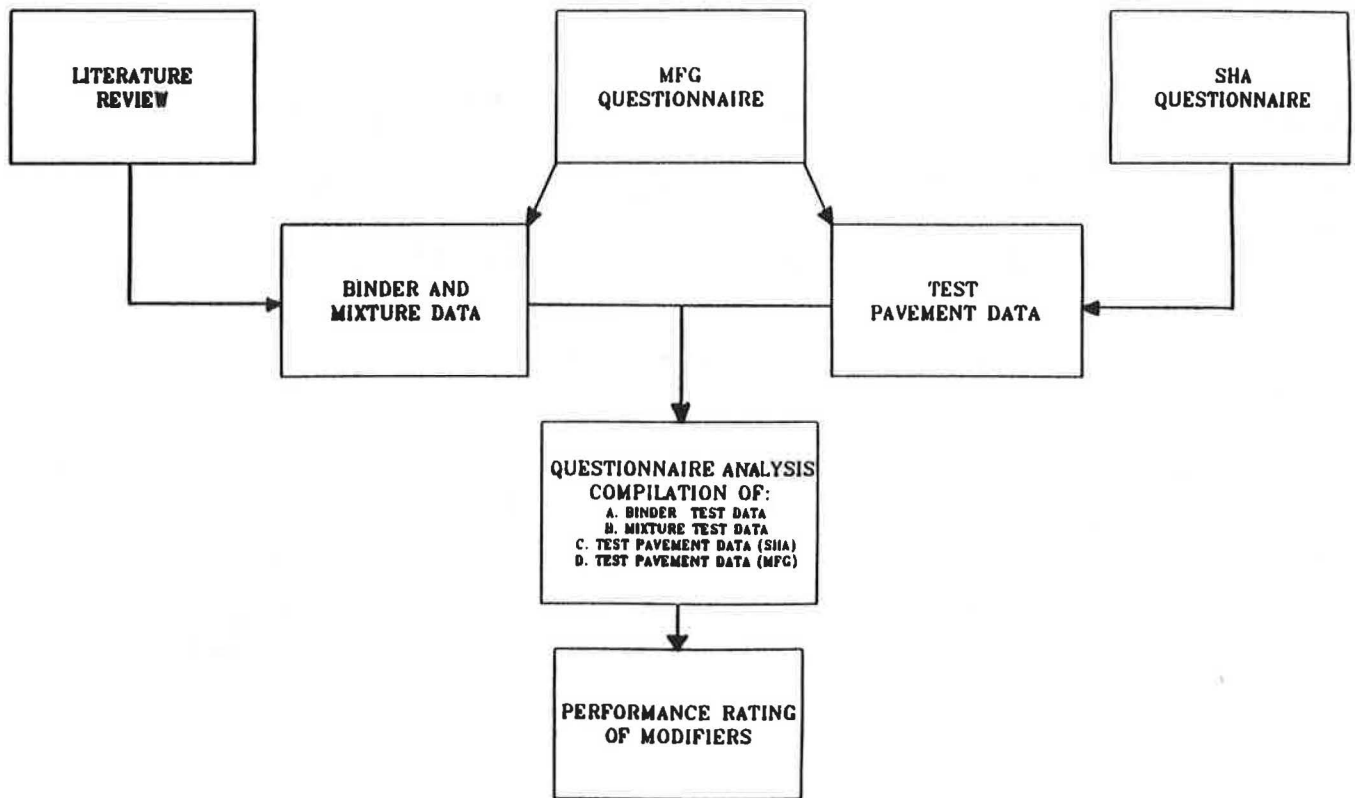 LITERATURE
REVIEW
MFG
QUESTIONNAIRE
SHA
QUESTIONNAIRE
BINDER AND
MIXTURE DATA
TEST
PAVEMENT DATA
QUESTIONNAIRE ANALYSIS
COMPILATION OF:
A. BINDER TEST DATA
B. MIXTURE TEST DATA
C. TEST PAVEMENT DATA (SHA)
D. TEST PAVEMENT DATA (MFG)
PERFORMANCE RATING
OF MODIFIERS